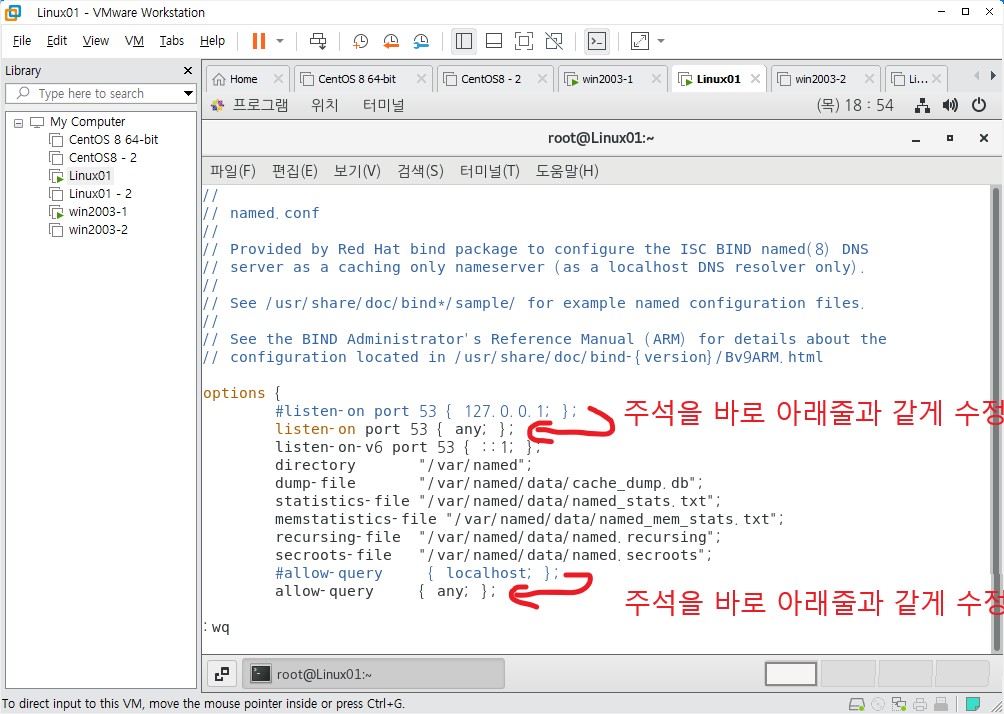 Linux01 - VMware Workstation
File Edit View VM Tabs Help
Library
Type here to search
My Computer
CentOS 8 64-bit
CentOS8 - 2
Linux01
Linux01 - 2
win2003-1
win2003-2
Home CentOS 8 64-bit CentOS8 - 2 win2003-1 Linux01 win2003-2 Li...
프로그램 위치 터미널 (목) 18 : 54
root@Linux01:~
파일(F) 편집(E) 보기(V) 검색(S) 터미널(T) 도움말(H)
//
// named.conf
//
// Provided by Red Hat bind package to configure the ISC BIND named(8) DNS
// server as a caching only nameserver (as a localhost DNS resolver only).
//
// See /usr/share/doc/bind*/sample/ for example named configuration files.
//
// See the BIND Administrator's Reference Manual (ARM) for details about the
// configuration located in /usr/share/doc/bind-{version}/Bv9ARM.html
options {
#listen-on port 53 { 127.0.0.1; }; 주석을 바로 아래줄과 같게 수정
listen-on port 53 { any; };
listen-on-v6 port 53 { ::1; };
directory "/var/named";
dump-file "/var/named/data/cache_dump.db";
statistics-file "/var/named/data/named_stats.txt";
memstatistics-file "/var/named/data/named_mem_stats.txt";
recursing-file "/var/named/data/named.recursing";
secroots-file "/var/named/data/named.secroots";
#allow-query { localhost; };
allow-query { any; }; 주석을 바로 아래줄과 같게 수정
:wq
root@Linux01:~
To direct input to this VM, move the mouse pointer inside or press Ctrl+G.